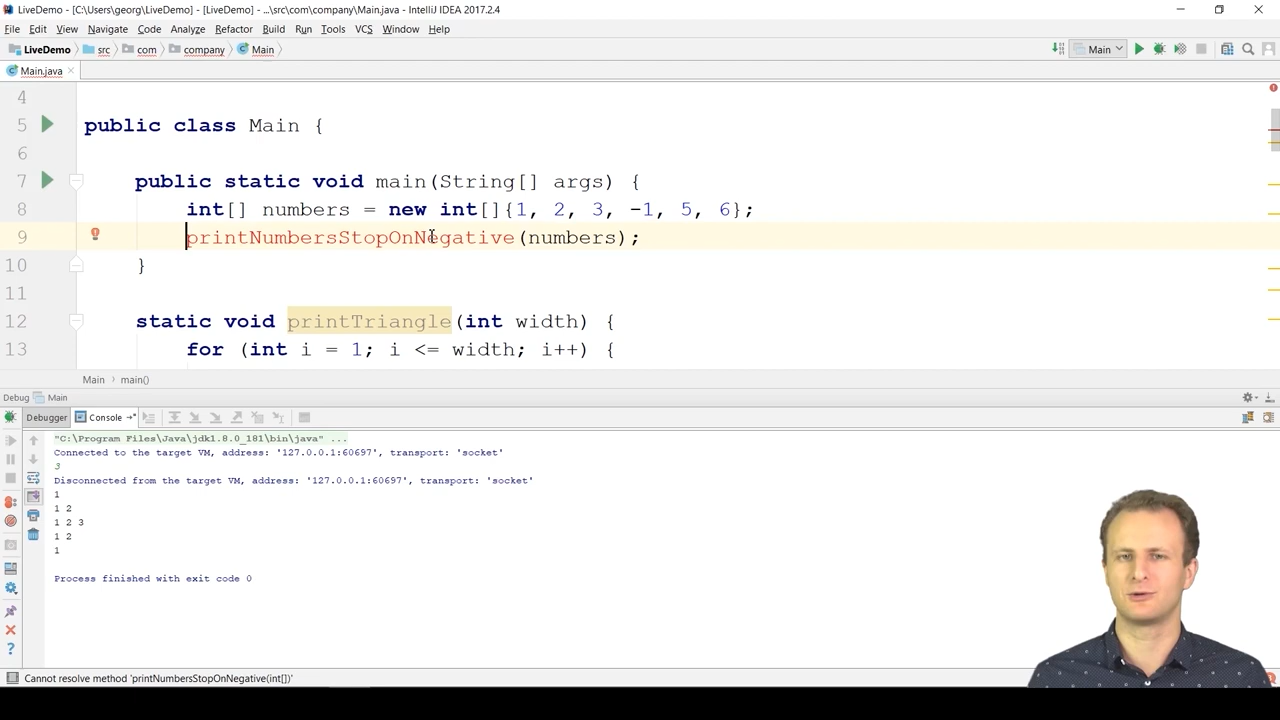 LiveDemo - [C:\Users\georg\LiveDemo] - [LiveDemo] - ...\src\com\company\Main.java - IntelliJ IDEA 2017.2.4
File Edit View Navigate Code Analyze Refactor Build Run Tools VCS Window Help
LiveDemo src com company Main Main
Main.java
4
5 public class Main {
6
7 public static void main(String[] args) {
8 int[] numbers = new int[]{1, 2, 3, -1, 5, 6};
9 printNumbersStopOnNegative(numbers);
10 }
11
12 static void printTriangle(int width) {
13 for (int i = 1; i <= width; i++) {
Main main()
Debug Main
Debugger Console
"C:\Program Files\Java\jdk1.8.0_181\bin\java" ...
Connected to the target VM, address: '127.0.0.1:60697', transport: 'socket'
3
Disconnected from the target VM, address: '127.0.0.1:60697', transport: 'socket'
1
1 2
1 2 3
1 2
1
Process finished with exit code 0
Cannot resolve method 'printNumbersStopOnNegative(int[])'